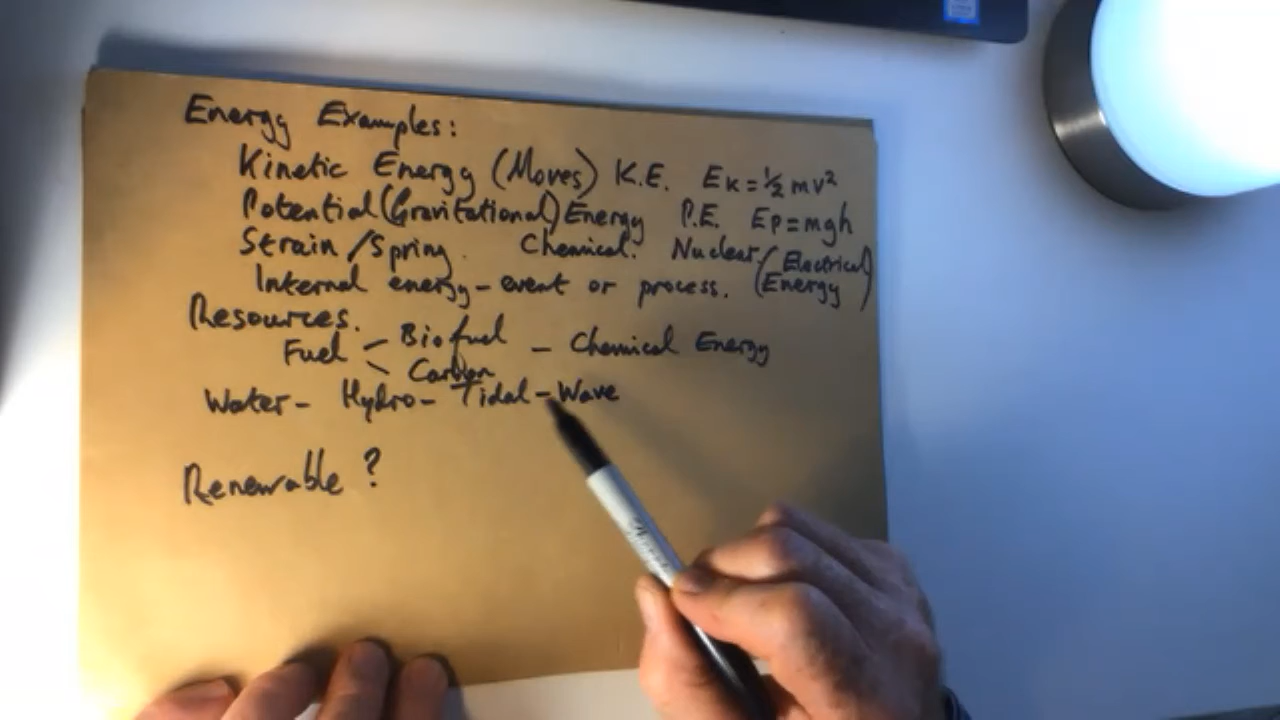 Energy Examples:
Kinetic Energy (Moves) K.E. Ek=½mv²
Potential (Gravitational) Energy P.E. Ep=mgh
Strain/Spring. Chemical. Nuclear. (Electrical
Internal energy - event or process. Energy)
Resources.
Fuel - Biofuel - Chemical Energy
- Carbon
Water - Hydro - Tidal - Wave
Renewable ?